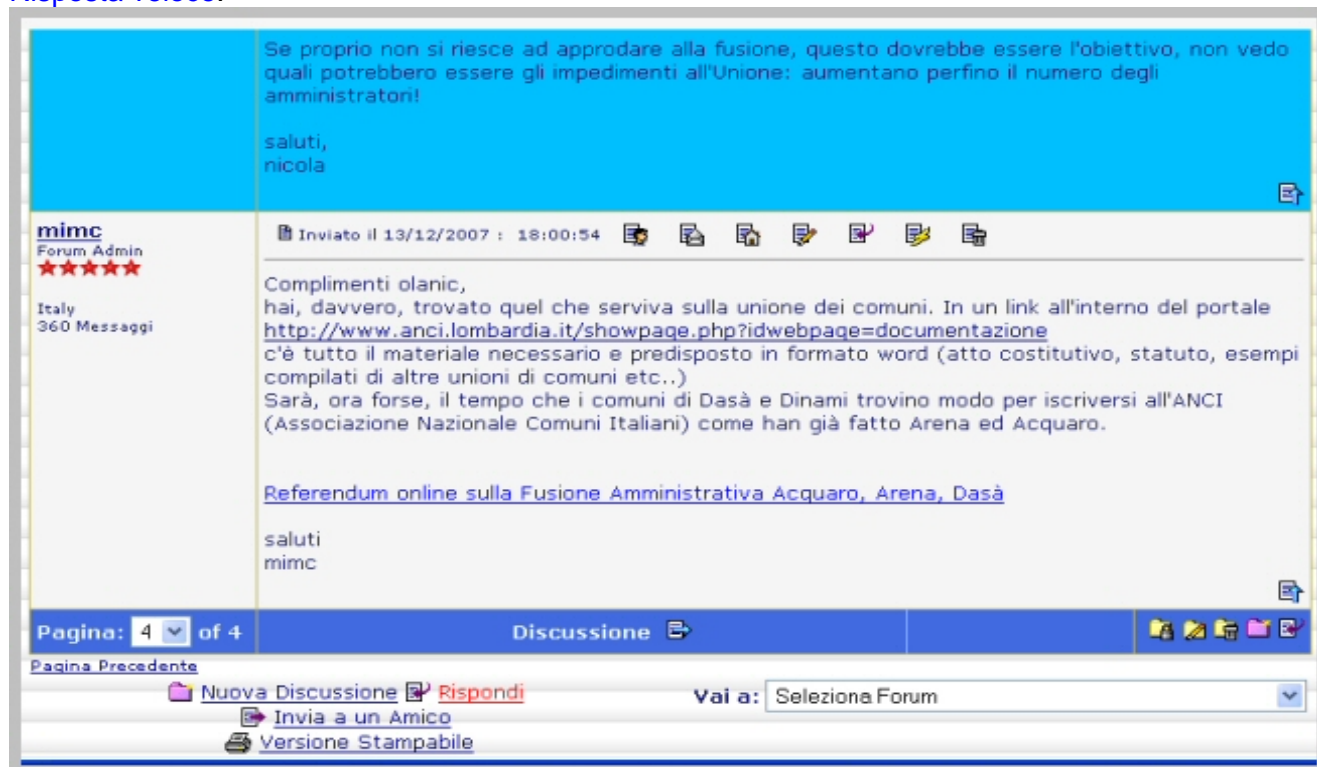 Se proprio non si riesce ad approdare alla fusione, questo dovrebbe essere l'obiettivo, non vedo
quali potrebbero essere gli impedimenti all'Unione: aumentano perfino il numero degli
amministratori!
saluti,
nicola
mimc
Forum Admin
Italy
360 Messaggi
Inviato il 13/12/2007 : 18:00:54
Complimenti olanic,
hai, davvero, trovato quel che serviva sulla unione dei comuni. In un link all'interno del portale
http://www.anci.lombardia.it/showpage.php?idwebpage=documentazione
c'è tutto il materiale necessario e predisposto in formato word (atto costitutivo, statuto, esempi
compilati di altre unioni di comuni etc..)
Sarà, ora forse, il tempo che i comuni di Dasà e Dinami trovino modo per iscriversi all'ANCI
(Associazione Nazionale Comuni Italiani) come han già fatto Arena ed Acquaro.
Referendum online sulla Fusione Amministrativa Acquaro, Arena, Dasà
saluti
mimc
Pagina: 4 of 4
Discussione
Pagina Precedente
Nuova Discussione Rispondi
Vai a: Seleziona Forum
Invia a un Amico
Versione Stampabile